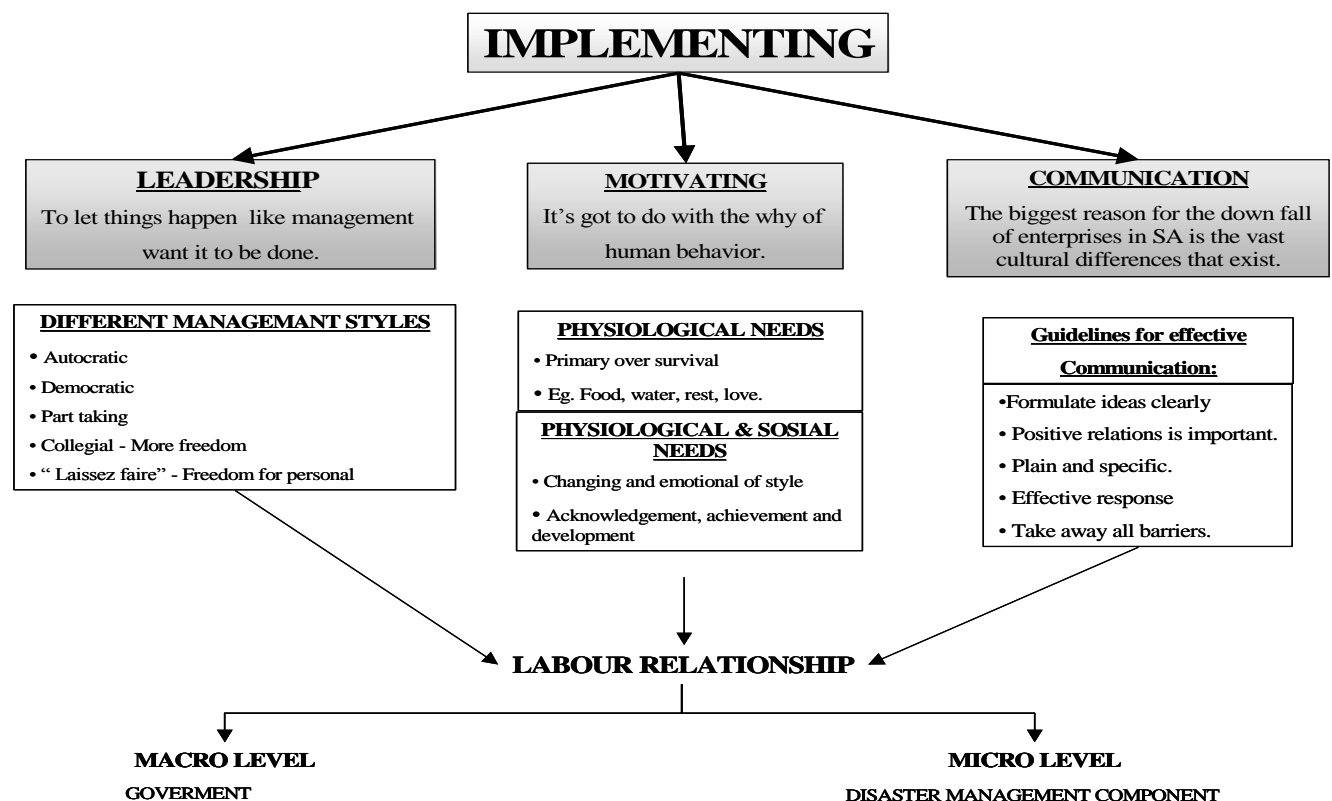 IMPLEMENTING
LEADERSHIP
To let things happen like management
want it to be done.
MOTIVATING
It's got to do with the why of
human behavior.
COMMUNICATION
The biggest reason for the down fall
of enterprises in SA is the vast
cultural differences that exist.
DIFFERENT MANAGEMANT STYLES
• Autocratic
• Democratic
• Part taking
• Collegial - More freedom
• “ Laissez faire” - Freedom for personal
PHYSIOLOGICAL NEEDS
• Primary over survival
• Eg. Food, water, rest, love.
PHYSIOLOGICAL & SOSIAL
NEEDS
• Changing and emotional of style
• Acknowledgement, achievement and
development
Guidelines for effective
Communication:
•Formulate ideas clearly
• Positive relations is important.
• Plain and specific.
• Effective response
• Take away all barriers.
LABOUR RELATIONSHIP
MACRO LEVEL
GOVERMENT
MICRO LEVEL
DISASTER MANAGEMENT COMPONENT